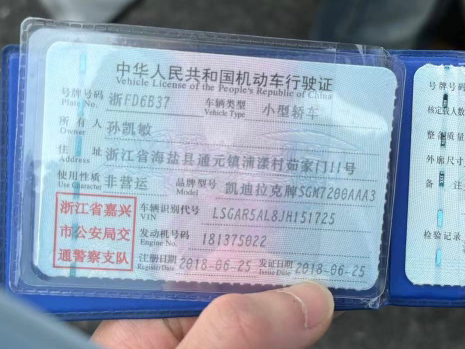 中华人民共和国机动车行驶证
Vehicle License of the People's Republic of China
号牌号码 浙FD6B37 车辆类型 小型轿车
Plate No. Vehicle Type
所有人 孙凯敏
Owner
住址 浙江省海盐县通元镇浦漾村茹家门11号
Address
使用性质 非营运 品牌型号 凯迪拉克牌SGM7200AAA3
Use Character Model
浙江省嘉兴
市公安局交
通警察支队
车辆识别代号 LSGAR5AL8JH151725
VIN
发动机号码 181375022
Engine No.
注册日期 2018-06-25 发证日期 2018-06-25
Register Date Issue Date
号牌号码
核定载人数
整备质量
外廓尺寸
备注
检验记录